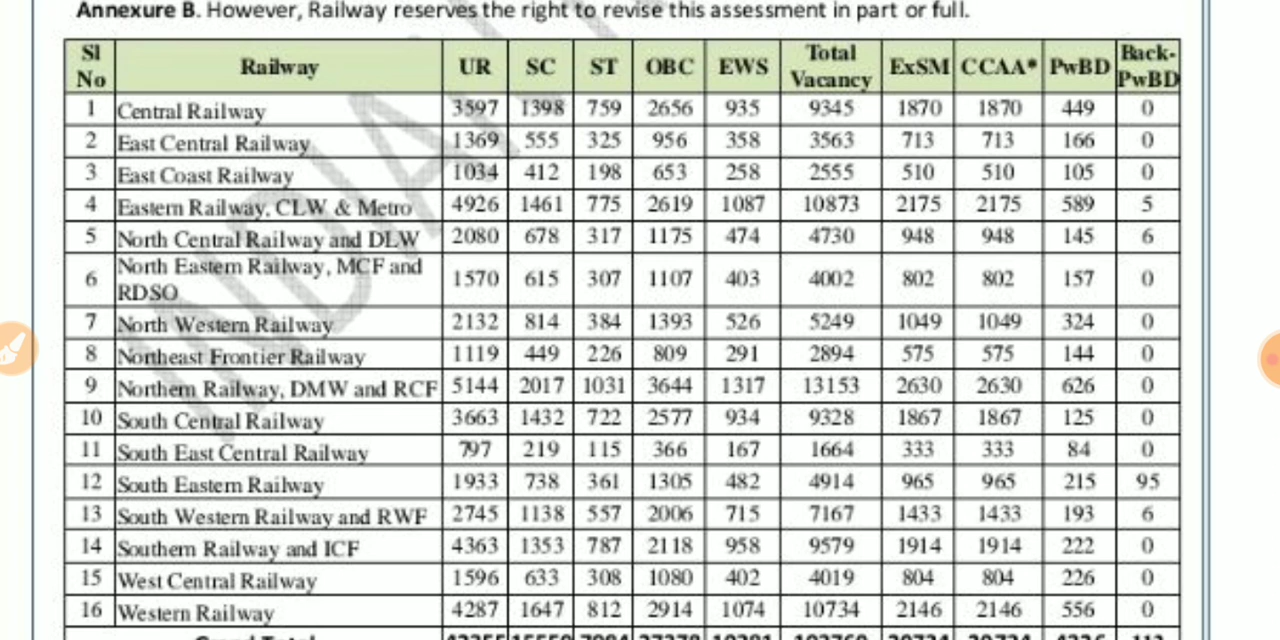 Annexure B. However, Railway reserves the right to revise this assessment in part or full.
Sl No Railway UR SC ST OBC EWS Total Vacancy ExSM CCAA* PwBD Back-PwBD
1 Central Railway 3597 1398 759 2656 935 9345 1870 1870 449 0
2 East Central Railway 1369 555 325 956 358 3563 713 713 166 0
3 East Coast Railway 1034 412 198 653 258 2555 510 510 105 0
4 Eastern Railway, CLW & Metro 4926 1461 775 2619 1087 10873 2175 2175 589 5
5 North Central Railway and DLW 2080 678 317 1175 474 4730 948 948 145 6
6 North Eastern Railway, MCF and RDSO 1570 615 307 1107 403 4002 802 802 157 0
7 North Western Railway 2132 814 384 1393 526 5249 1049 1049 324 0
8 Northeast Frontier Railway 1119 449 226 809 291 2894 575 575 144 0
9 Northern Railway, DMW and RCF 5144 2017 1031 3644 1317 13153 2630 2630 626 0
10 South Central Railway 3663 1432 722 2577 934 9328 1867 1867 125 0
11 South East Central Railway 797 219 115 366 167 1664 333 333 84 0
12 South Eastern Railway 1933 738 361 1305 482 4914 965 965 215 95
13 South Western Railway and RWF 2745 1138 557 2006 715 7167 1433 1433 193 6
14 Southern Railway and ICF 4363 1353 787 2118 958 9579 1914 1914 222 0
15 West Central Railway 1596 633 308 1080 402 4019 804 804 226 0
16 Western Railway 4287 1647 812 2914 1074 10734 2146 2146 556 0
Grand Total